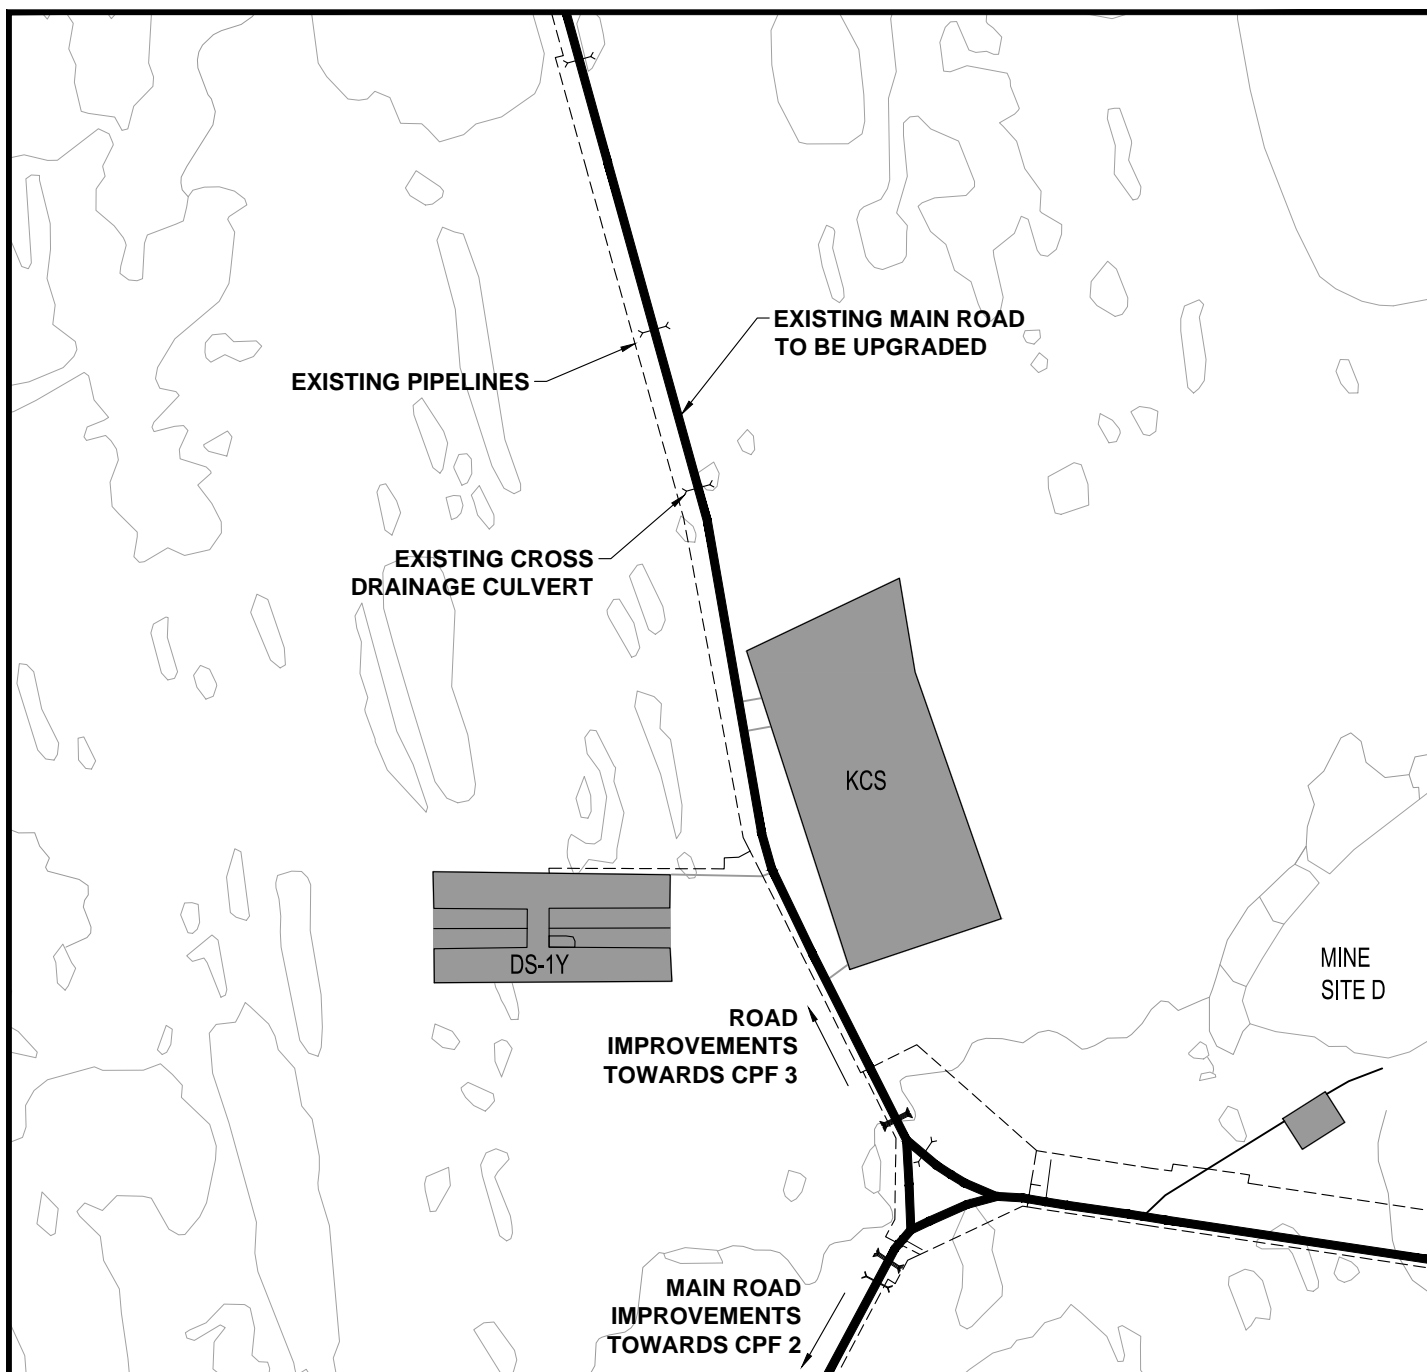 EXISTING MAIN ROAD
TO BE UPGRADED
EXISTING PIPELINES
EXISTING CROSS
DRAINAGE CULVERT
KCS
DS-1Y
MINE
SITE D
ROAD
IMPROVEMENTS
TOWARDS CPF 3
MAIN ROAD
IMPROVEMENTS
TOWARDS CPF 2